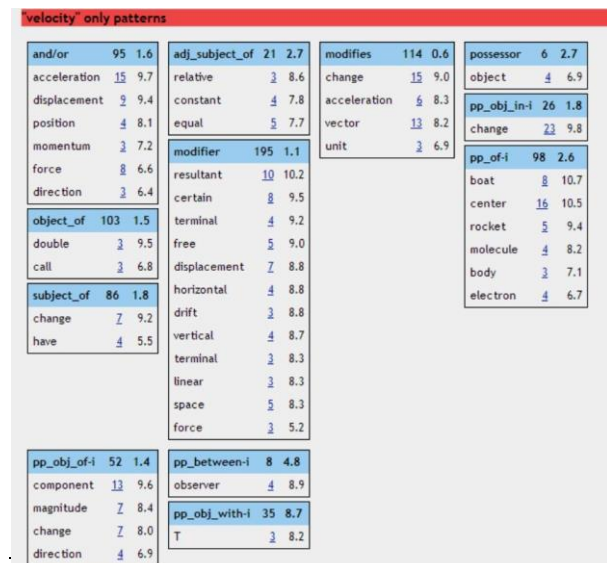 "velocity" only patterns
and/or 95 1.6
acceleration 15 9.7
displacement 9 9.4
position 4 8.1
momentum 3 7.2
force 8 6.6
direction 3 6.4
object_of 103 1.5
double 3 9.5
call 3 6.8
subject_of 86 1.8
change 7 9.2
have 4 5.5
adj_subject_of 21 2.7
relative 3 8.6
constant 4 7.8
equal 5 7.7
modifier 195 1.1
resultant 10 10.2
certain 8 9.5
terminal 4 9.2
free 5 9.0
displacement 7 8.8
horizontal 4 8.8
drift 3 8.8
vertical 4 8.7
terminal 3 8.3
linear 3 8.3
space 5 8.3
force 3 5.2
modifies 114 0.6
change 15 9.0
acceleration 6 8.3
vector 13 8.2
unit 3 6.9
possessor 6 2.7
object 4 6.9
pp_obj_in-i 26 1.8
change 23 9.8
pp_of-i 98 2.6
boat 8 10.7
center 16 10.5
rocket 5 9.4
molecule 4 8.2
body 3 7.1
electron 4 6.7
pp_obj_of-i 52 1.4
component 13 9.6
magnitude 7 8.4
change 7 8.0
direction 4 6.9
pp_between-i 8 4.8
observer 4 8.9
pp_obj_with-i 35 8.7
T 3 8.2